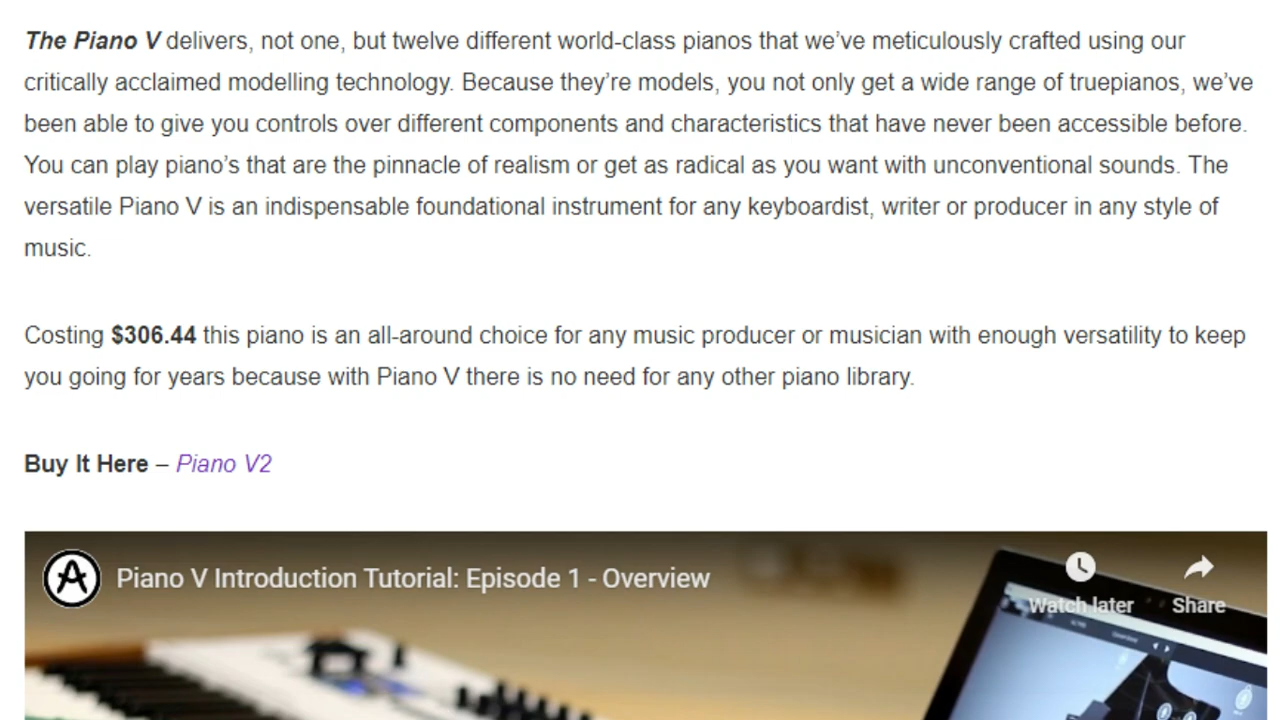 The Piano V delivers, not one, but twelve different world-class pianos that we’ve meticulously crafted using our
critically acclaimed modelling technology. Because they’re models, you not only get a wide range of truepianos, we’ve
been able to give you controls over different components and characteristics that have never been accessible before.
You can play piano’s that are the pinnacle of realism or get as radical as you want with unconventional sounds. The
versatile Piano V is an indispensable foundational instrument for any keyboardist, writer or producer in any style of
music.
Costing $306.44 this piano is an all-around choice for any music producer or musician with enough versatility to keep
you going for years because with Piano V there is no need for any other piano library.
Buy It Here – Piano V2
Piano V Introduction Tutorial: Episode 1 - Overview
Watch later
Share